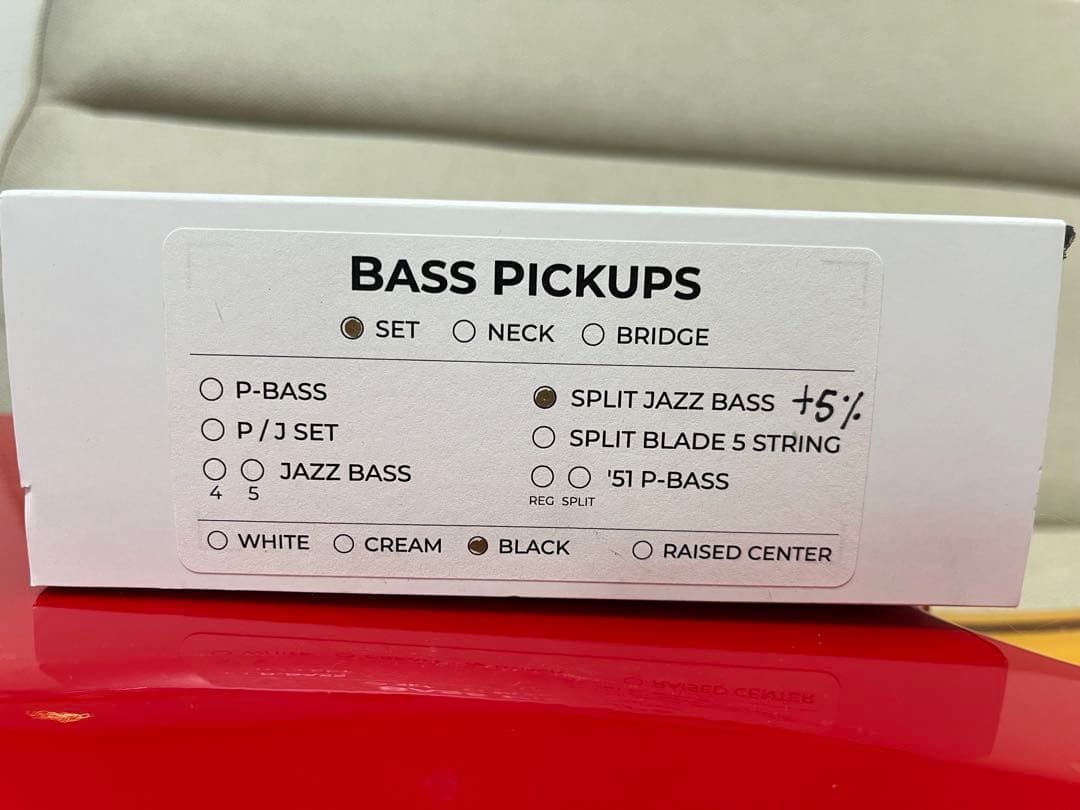 BASS PICKUPS
SET NECK BRIDGE
P-BASS
P / J SET
JAZZ BASS
4 5
SPLIT JAZZ BASS +5%
SPLIT BLADE 5 STRING
'51 P-BASS
REG SPLIT
WHITE CREAM BLACK RAISED CENTER